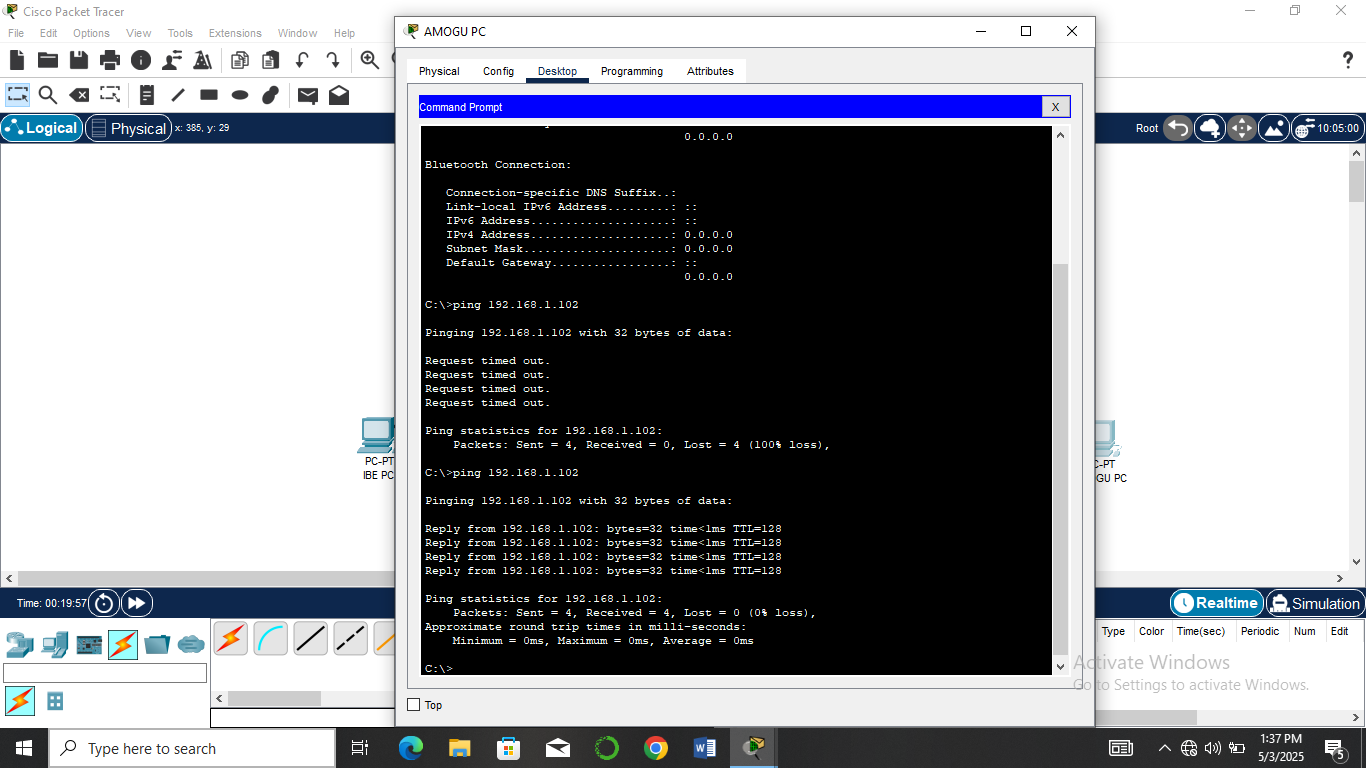 Cisco Packet Tracer
File Edit Options View Tools Extensions Window Help
Logical Physical x: 385, y: 29
Root 10:05:00
PC-PT
IBE PC
C-PT
GU PC
AMOGU PC
Physical Config Desktop Programming Attributes
Command Prompt X
0.0.0.0
Bluetooth Connection:
Connection-specific DNS Suffix..:
Link-local IPv6 Address.........: ::
IPv6 Address....................: ::
IPv4 Address....................: 0.0.0.0
Subnet Mask.....................: 0.0.0.0
Default Gateway.................: ::
0.0.0.0
C:\>ping 192.168.1.102
Pinging 192.168.1.102 with 32 bytes of data:
Request timed out.
Request timed out.
Request timed out.
Request timed out.
Ping statistics for 192.168.1.102:
Packets: Sent = 4, Received = 0, Lost = 4 (100% loss),
C:\>ping 192.168.1.102
Pinging 192.168.1.102 with 32 bytes of data:
Reply from 192.168.1.102: bytes=32 time<1ms TTL=128
Reply from 192.168.1.102: bytes=32 time<1ms TTL=128
Reply from 192.168.1.102: bytes=32 time<1ms TTL=128
Reply from 192.168.1.102: bytes=32 time<1ms TTL=128
Ping statistics for 192.168.1.102:
Packets: Sent = 4, Received = 4, Lost = 0 (0% loss),
Approximate round trip times in milli-seconds:
Minimum = 0ms, Maximum = 0ms, Average = 0ms
C:\>
Top
Time: 00:19:57
Realtime Simulation
Type Color Time(sec) Periodic Num Edit
Activate Windows
Go to Settings to activate Windows.
Type here to search
1:37 PM
5/3/2025
5